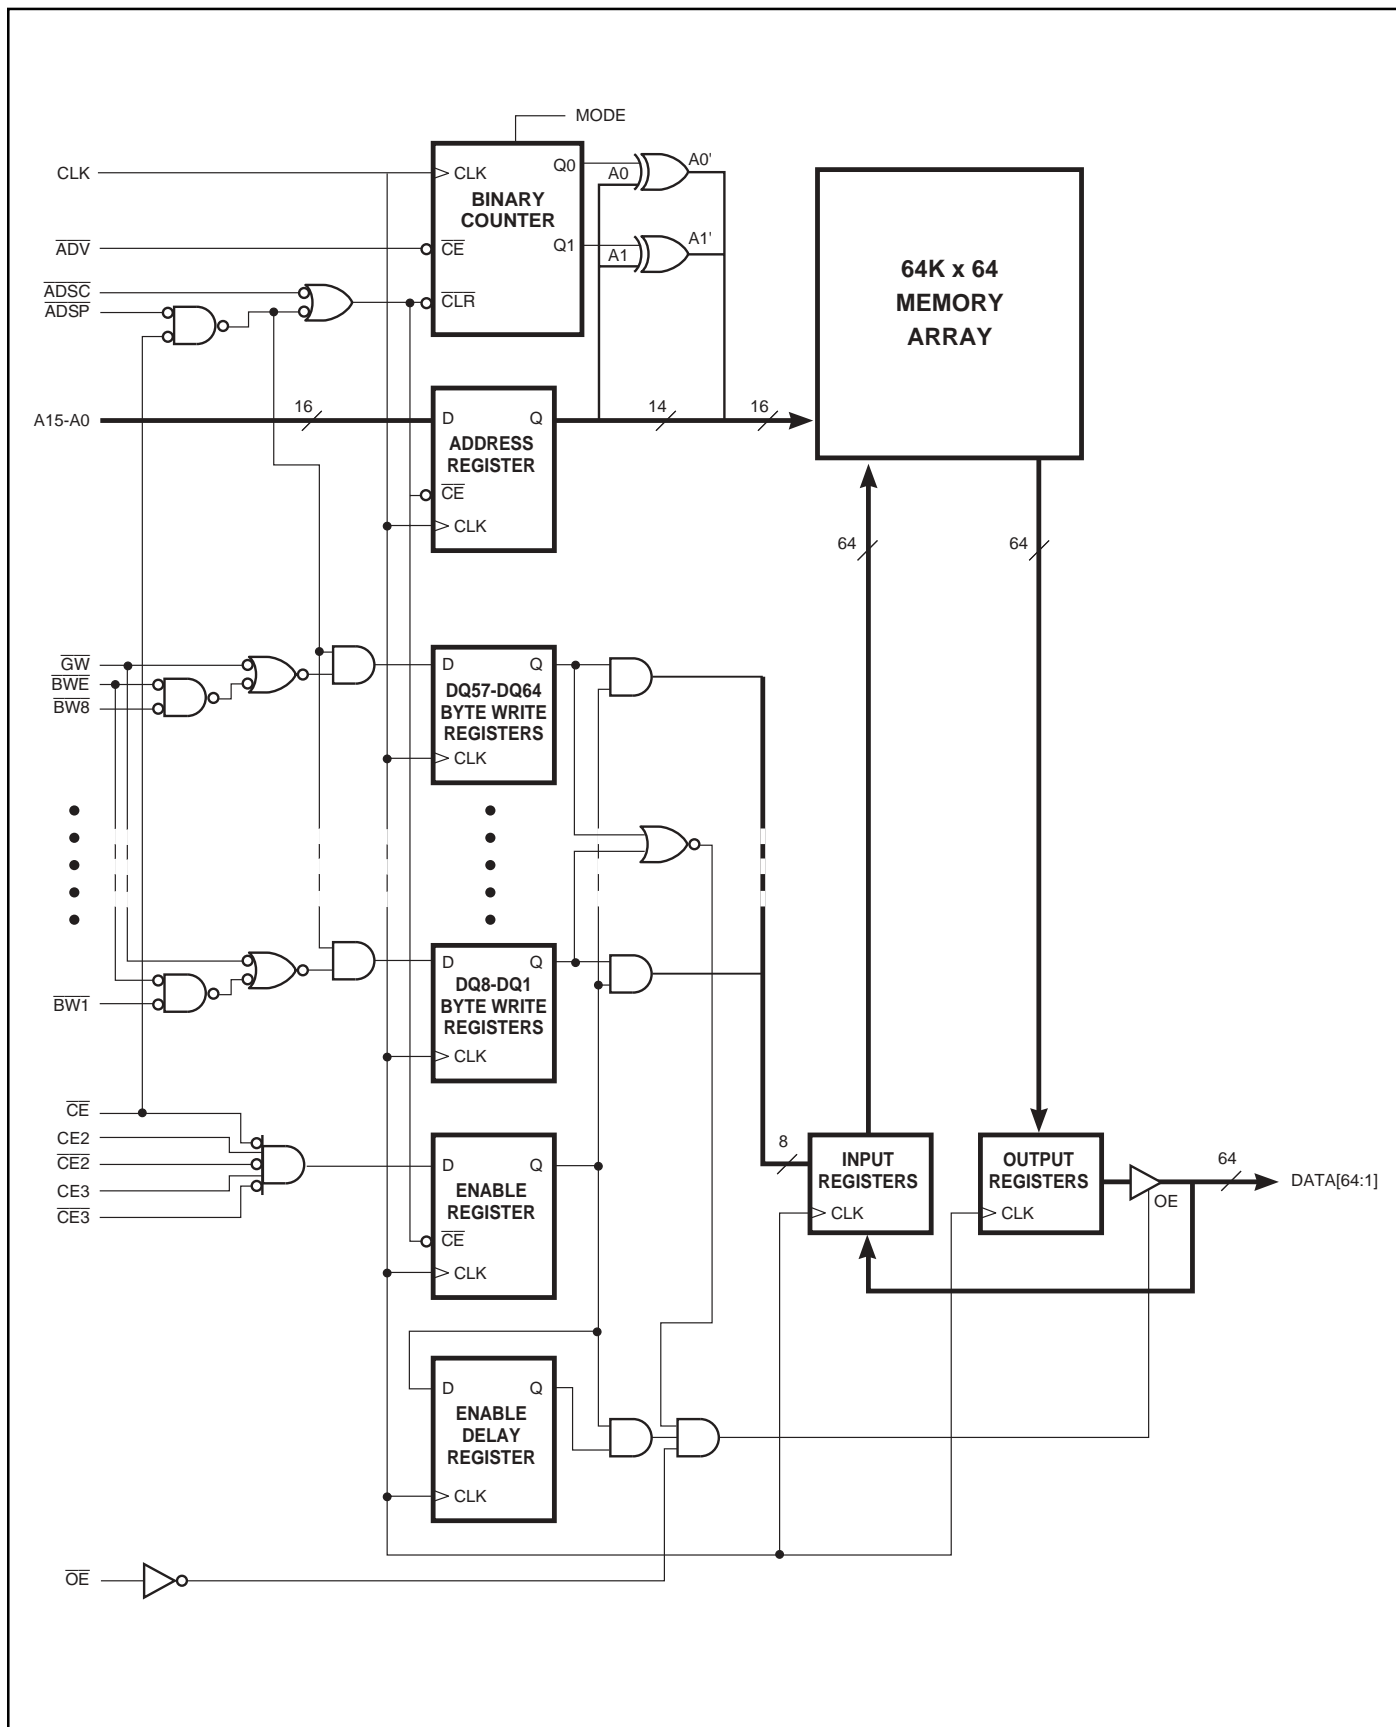 MODE
CLK
CLK
Q0
A0
A0'
BINARY
COUNTER
ADV
CE
Q1
A1
A1'
64K x 64
MEMORY
ARRAY
ADSC
ADSP
CLR
A15-A0
16
D
Q
14
16
ADDRESS
REGISTER
CE
CLK
64
64
GW
BWE
BW8
D
Q
DQ57-DQ64
BYTE WRITE
REGISTERS
CLK
D
Q
DQ8-DQ1
BYTE WRITE
REGISTERS
BW1
CLK
CE
CE2
CE2
CE3
CE3
D
Q
ENABLE
REGISTER
CE
CLK
8
INPUT
REGISTERS
CLK
OUTPUT
REGISTERS
CLK
OE
64
DATA[64:1]
D
Q
ENABLE
DELAY
REGISTER
CLK
OE